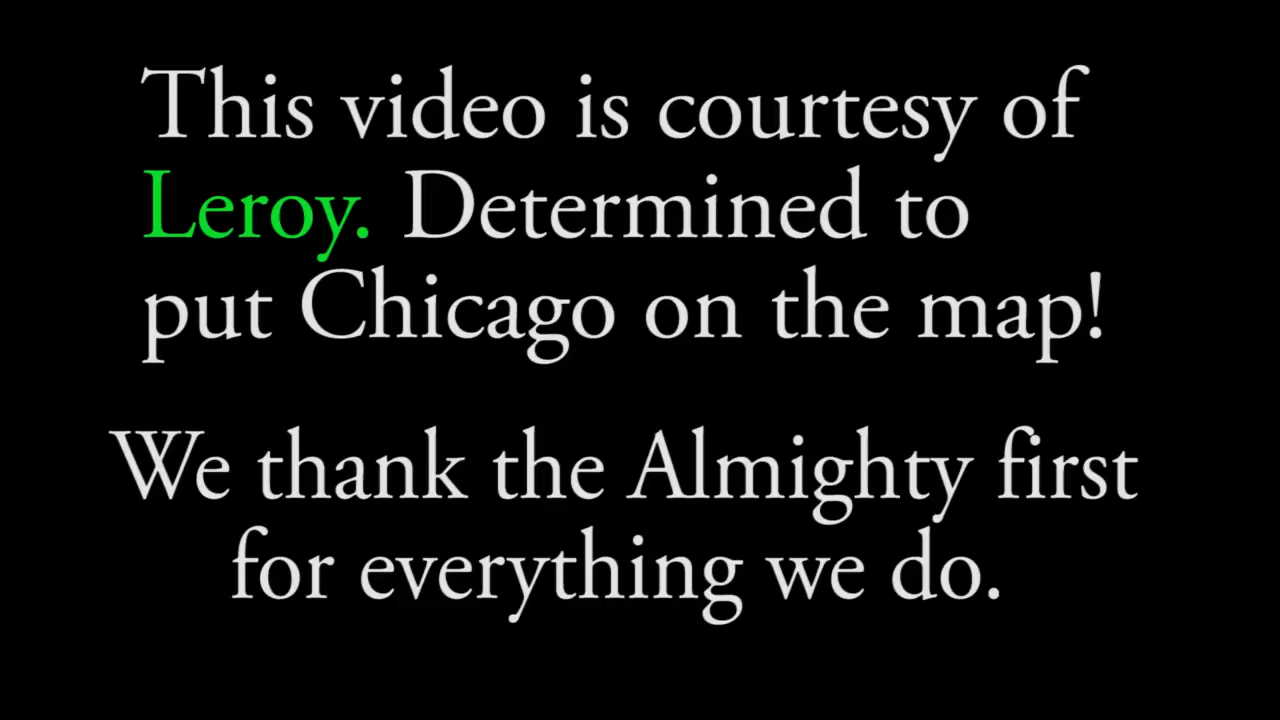 This video is courtesy of
Leroy. Determined to
put Chicago on the map!
We thank the Almighty first
for everything we do.